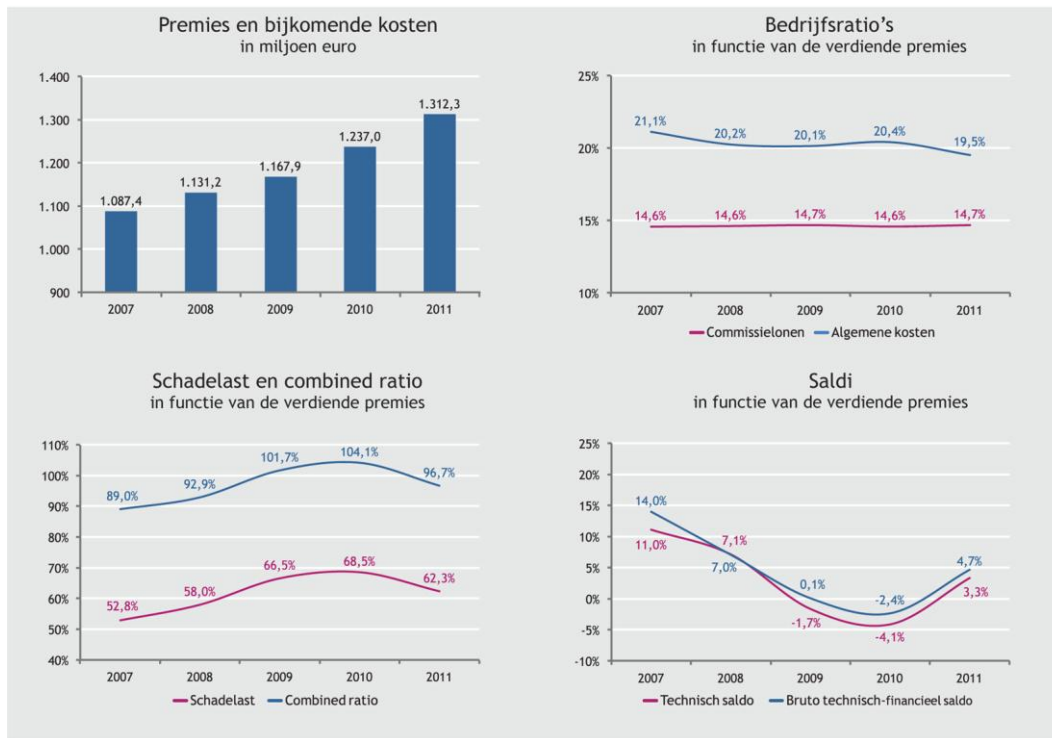 Premies en bijkomende kosten
in miljoen euro
1.400
1.300
1.200
1.100
1.000
900
1.087,4
1.131,2
1.167,9
1.237,0
1.312,3
2007 2008 2009 2010 2011
Bedrijfsratio's
in functie van de verdiende premies
25%
20%
15%
10%
21,1% 20,2% 20,1% 20,4% 19,5%
14,6% 14,6% 14,7% 14,6% 14,7%
2007 2008 2009 2010 2011
Commissielonen Algemene kosten
Schadelast en combined ratio
in functie van de verdiende premies
110%
100%
90%
80%
70%
60%
50%
40%
89,0% 92,9% 101,7% 104,1% 96,7%
52,8% 58,0% 66,5% 68,5% 62,3%
2007 2008 2009 2010 2011
Schadelast Combined ratio
Saldi
in functie van de verdiende premies
25%
20%
15%
10%
5%
0%
-5%
-10%
14,0% 7,0% 0,1% -2,4% 4,7%
11,0% 7,1% -1,7% -4,1% 3,3%
2007 2008 2009 2010 2011
Technisch saldo Bruto technisch-financieel saldo